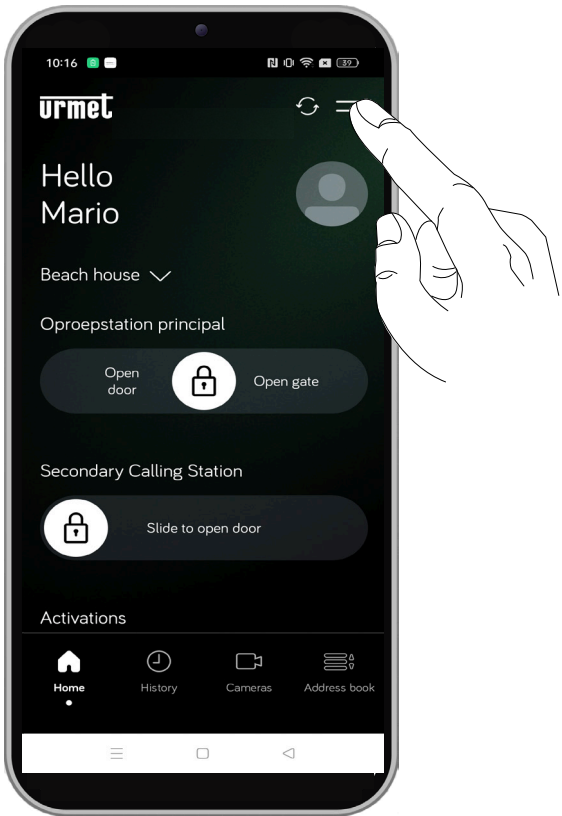 10:16
39
urmet
Hello
Mario
Beach house
Oproepstation principal
Open
door
Open gate
Secondary Calling Station
Slide to open door
Activations
Home
History
Cameras
Address book